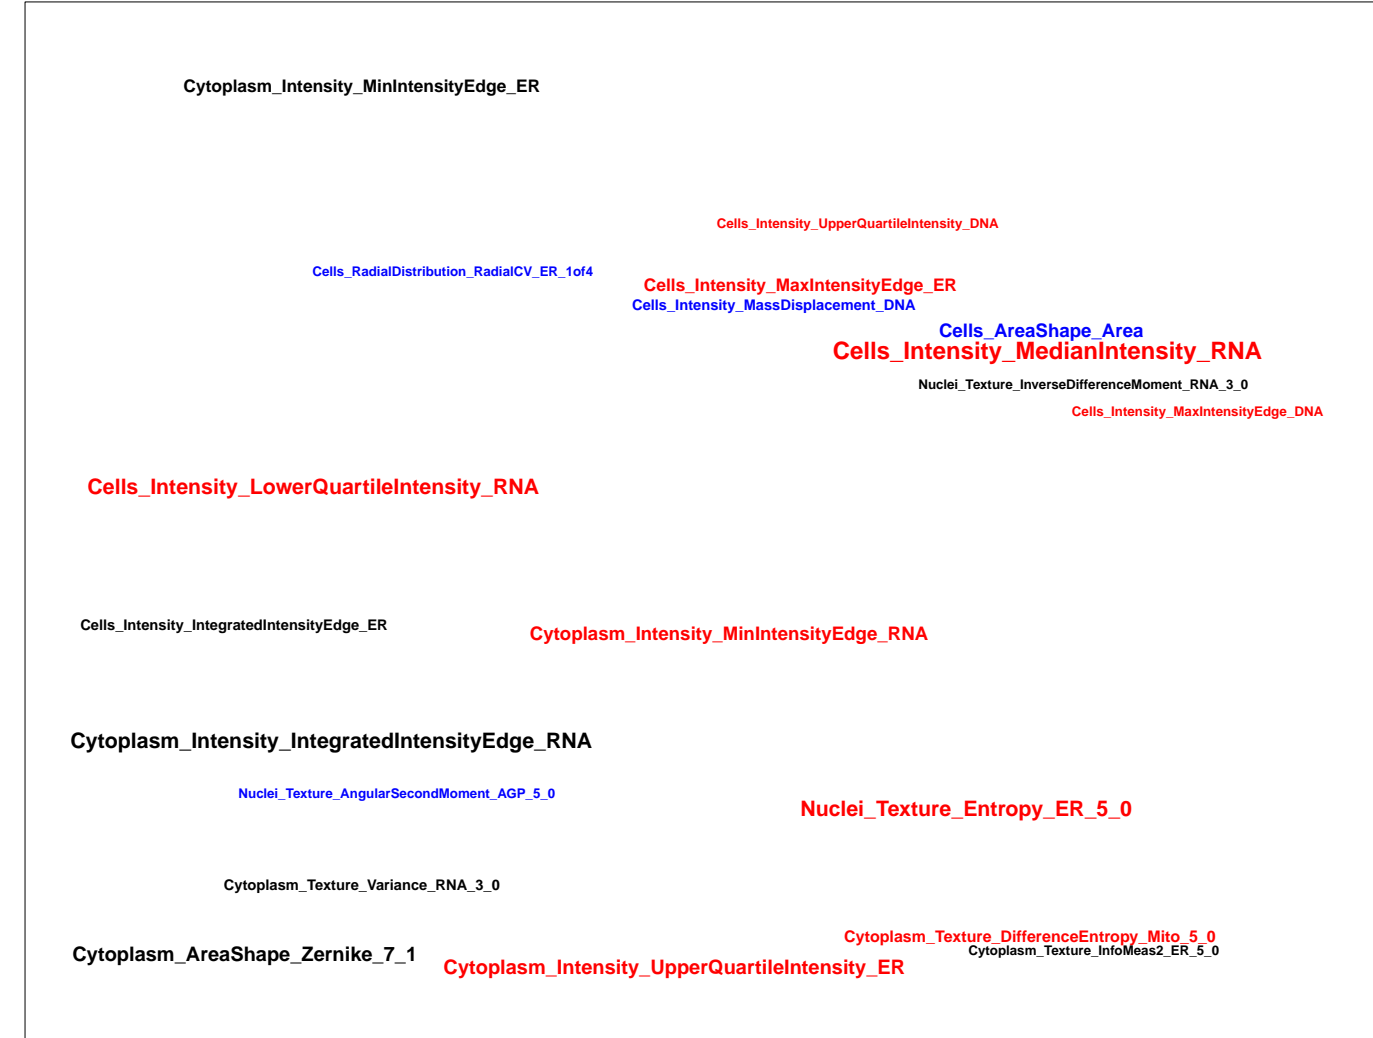 Cytoplasm_Intensity_MinIntensityEdge_ER
Cells_Intensity_UpperQuartileIntensity_DNA
Cells_RadialDistribution_RadialCV_ER_1of4
Cells_Intensity_MaxIntensityEdge_ER
Cells_Intensity_MassDisplacement_DNA
Cells_AreaShape_Area
Cells_Intensity_MedianIntensity_RNA
Nuclei_Texture_InverseDifferenceMoment_RNA_3_0
Cells_Intensity_MaxIntensityEdge_DNA
Cells_Intensity_LowerQuartileIntensity_RNA
Cells_Intensity_IntegratedIntensityEdge_ER
Cytoplasm_Intensity_MinIntensityEdge_RNA
Cytoplasm_Intensity_IntegratedIntensityEdge_RNA
Nuclei_Texture_AngularSecondMoment_AGP_5_0
Nuclei_Texture_Entropy_ER_5_0
Cytoplasm_Texture_Variance_RNA_3_0
Cytoplasm_Texture_DifferenceEntropy_Mito_5_0
Cytoplasm_Texture_InfoMeas2_ER_5_0
Cytoplasm_AreaShape_Zernike_7_1
Cytoplasm_Intensity_UpperQuartileIntensity_ER